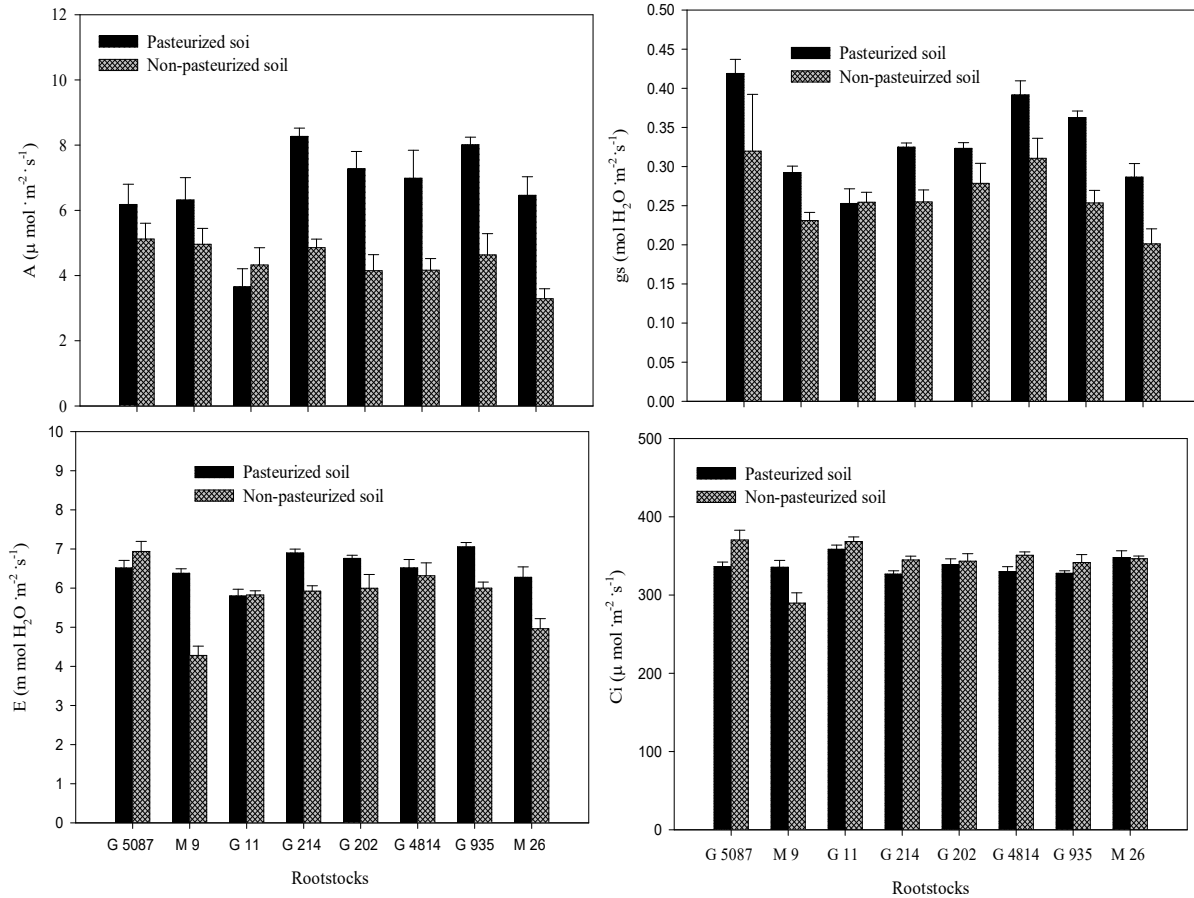 12
10
8
6
4
2
0
A (µ mol · m-2 · s-1)
Pasteurized soi
Non-pasteurized soil
0.50
0.45
0.40
0.35
0.30
0.25
0.20
0.15
0.10
0.05
0.00
gs (mol H2O ·m-2 ·s-1)
Pasteurized soil
Non-pasteuirzed soil
10
9
8
7
6
5
4
3
2
1
0
E (m mol H2O ·m-2 ·s-1)
Pasteurized soil
Non-pasteurized soil
G 5087 M 9 G 11 G 214 G 202 G 4814 G 935 M 26
Rootstocks
500
400
300
200
100
0
Ci (µ mol ·m-2 ·s-1)
Pasteurized soil
Non-pasteurized soil
G 5087 M 9 G 11 G 214 G 202 G 4814 G 935 M 26
Rootstocks